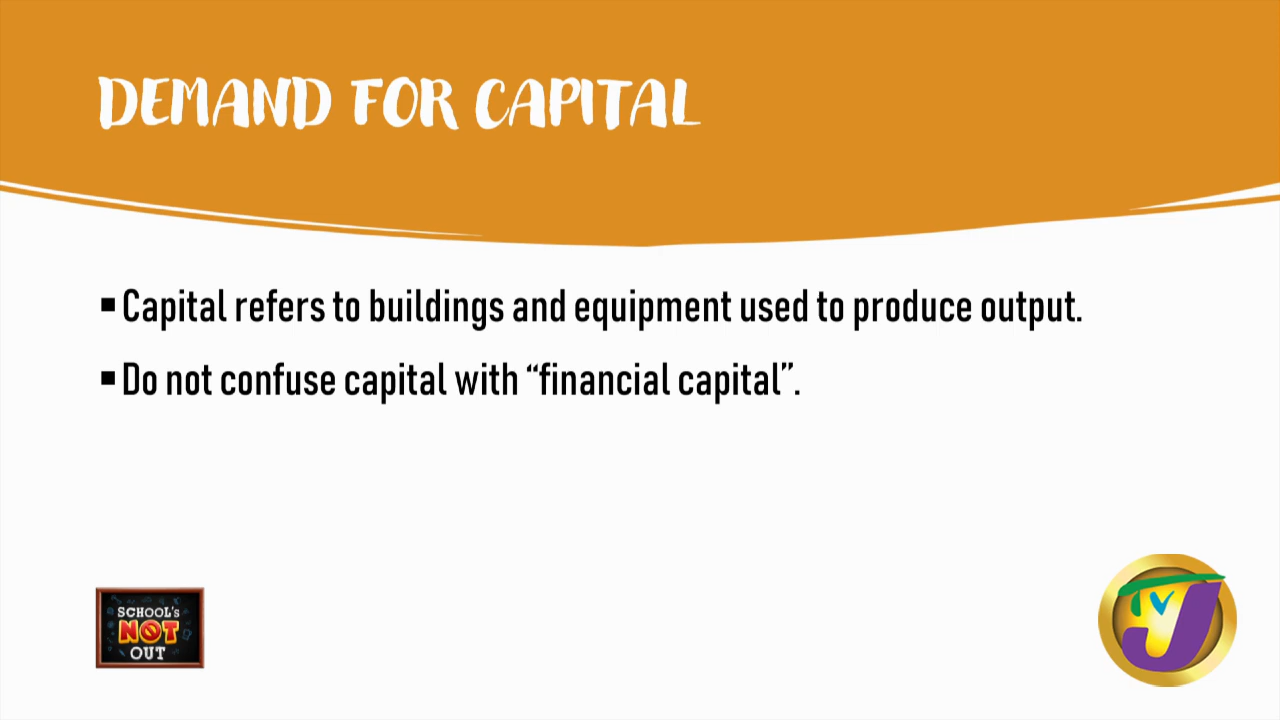 DEMAND FOR CAPITAL
▪Capital refers to buildings and equipment used to produce output.
▪Do not confuse capital with “financial capital”.
SCHOOL's
NOT
OUT
TVJ